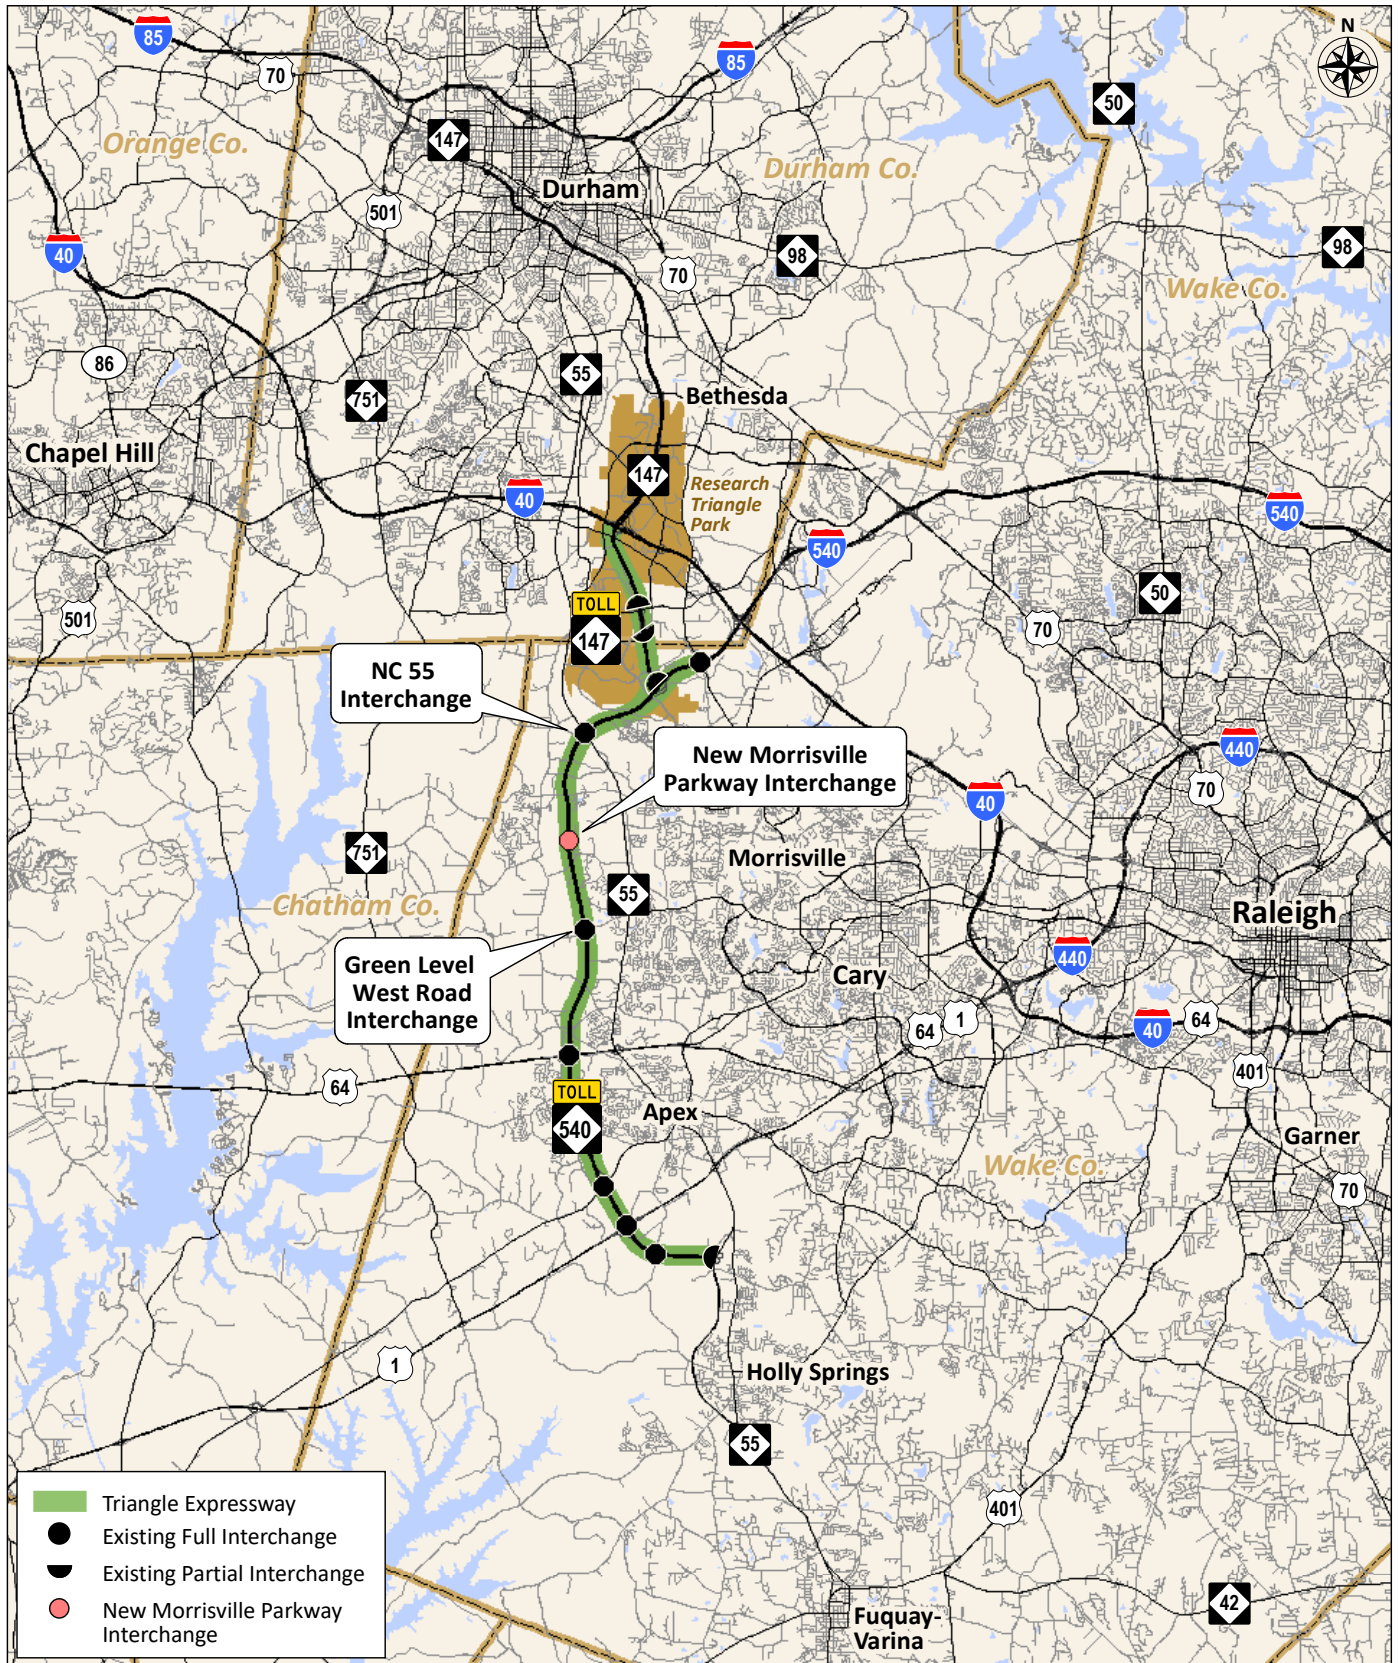 N
85
70
85
50
Orange Co.
147
Durham Co.
Durham
501
40
98
98
70
Wake Co.
86
55
751
Bethesda
Chapel Hill
147
Research
Triangle
Park
40
540
540
TOLL
147
50
501
70
NC 55
Interchange
New Morrisville
Parkway Interchange
440
70
40
751
Morrisville
55
Chatham Co.
Raleigh
Green Level
West Road
Interchange
440
Cary
64
1
40
64
401
64
TOLL
540
Apex
Garner
Wake Co.
70
1
Holly Springs
55
401
Triangle Expressway
Existing Full Interchange
Existing Partial Interchange
New Morrisville Parkway
Interchange
42
Fuquay-
Varina